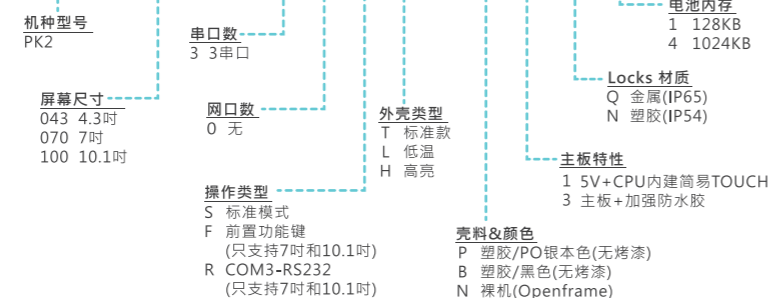 机种型号
PK2
屏幕尺寸
043 4.3吋
070 7吋
100 10.1吋
串口数
3 3串口
网口数
0 无
操作类型
S 标准模式
F 前置功能键
(只支持7吋和10.1吋)
R COM3-RS232
(只支持7吋和10.1吋)
外壳类型
T 标准款
L 低温
H 高亮
壳料&颜色
P 塑胶/PO银本色(无烤漆)
B 塑胶/黑色(无烤漆)
N 裸机(Openframe)
主板特性
1 5V+CPU内建简易TOUCH
3 主板+加强防水胶
Locks 材质
Q 金属(IP65)
N 塑胶(IP54)
电池内存
1 128KB
4 1024KB